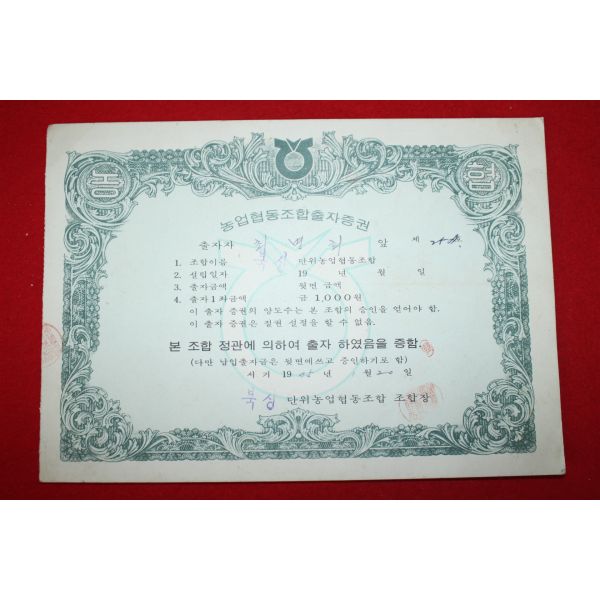 농 협
농업협동조합출자증권
출자자 앞 제
1. 조합이름 단위농업협동조합
2. 설립일자 19 년 월 일
3. 출자금액 뒷면 금액
4. 출자1좌금액 금 1,000원
이 출자 증권의 양도수는 본 조합의 승인을 얻어야 함.
이 출자 증권은 질권 설정을 할 수 없음.
본 조합 정관에 의하여 출자 하였음을 증함.
(다만 납입출자금은 뒷면에쓰고 증인하기로 함)
서기 19 년 월 20 일
북상 단위농업협동조합 조합장